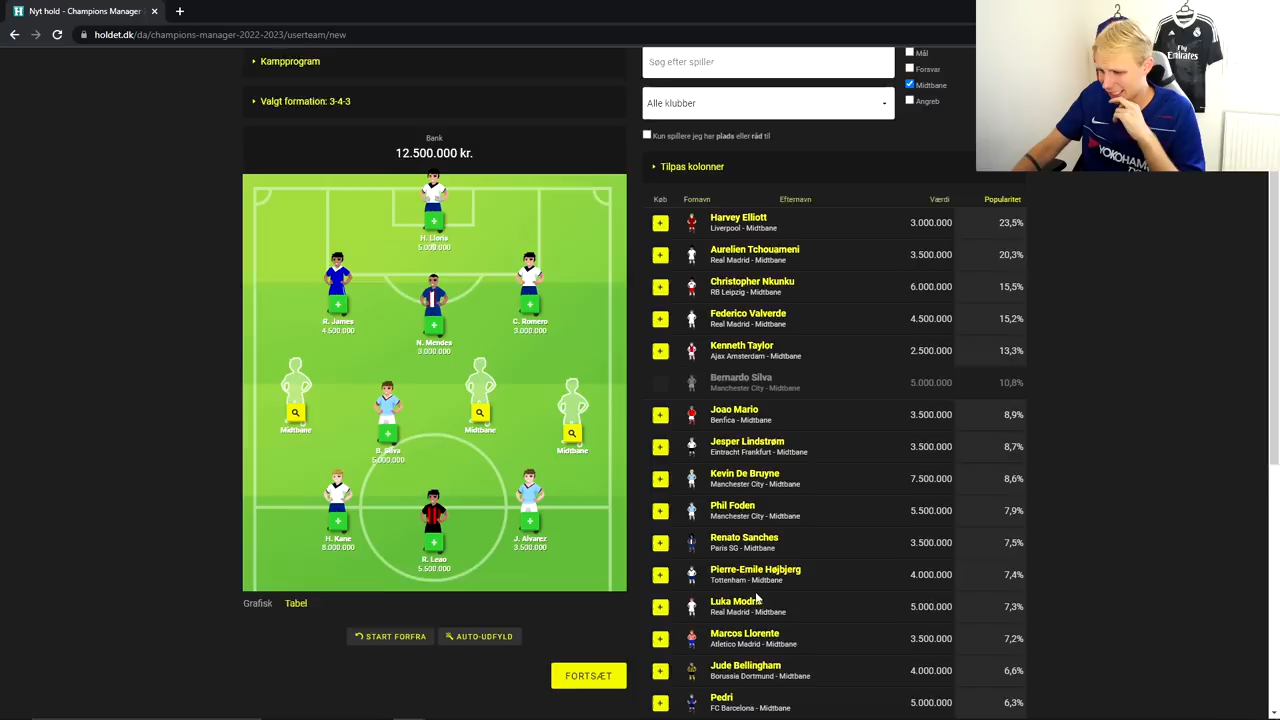 Nyt hold - Champions Manager
holdet.dk/da/champions-manager-2022-2023/userteam/new
Kampprogram
Valgt formation: 3-4-3
Bank
12.500.000 kr.
H. Lloris
5.000.000
R. James
4.500.000
N. Mendes
3.000.000
C. Romero
3.000.000
Midtbane
B. Silva
5.000.000
Midtbane
Midtbane
H. Kane
8.000.000
R. Leao
5.500.000
J. Alvarez
3.500.000
Grafisk Tabel
START FORFRA
AUTO-UDFYLD
FORTSÆT
Søg efter spiller
Alle klubber
Mål
Forsvar
Midtbane
Angreb
Kun spillere jeg har plads eller råd til
Tilpas kolonner
Køb Fornavn Efternavn Værdi Popularitet
Harvey Elliott 3.000.000 23,5%
Liverpool - Midtbane
Aurelien Tchouameni 3.500.000 20,3%
Real Madrid - Midtbane
Christopher Nkunku 6.000.000 15,5%
RB Leipzig - Midtbane
Federico Valverde 4.500.000 15,2%
Real Madrid - Midtbane
Kenneth Taylor 2.500.000 13,3%
Ajax Amsterdam - Midtbane
Bernardo Silva 5.000.000 10,8%
Manchester City - Midtbane
Joao Mario 3.500.000 8,9%
Benfica - Midtbane
Jesper Lindstrøm 3.500.000 8,7%
Eintracht Frankfurt - Midtbane
Kevin De Bruyne 7.500.000 8,6%
Manchester City - Midtbane
Phil Foden 5.500.000 7,9%
Manchester City - Midtbane
Renato Sanches 3.500.000 7,5%
Paris SG - Midtbane
Pierre-Emile Højbjerg 4.000.000 7,4%
Tottenham - Midtbane
Luka Modric 5.000.000 7,3%
Real Madrid - Midtbane
Marcos Llorente 3.500.000 7,2%
Atletico Madrid - Midtbane
Jude Bellingham 4.000.000 6,6%
Borussia Dortmund - Midtbane
Pedri 5.000.000 6,3%
FC Barcelona - Midtbane
Fly
Emirates
YOKOHAMA